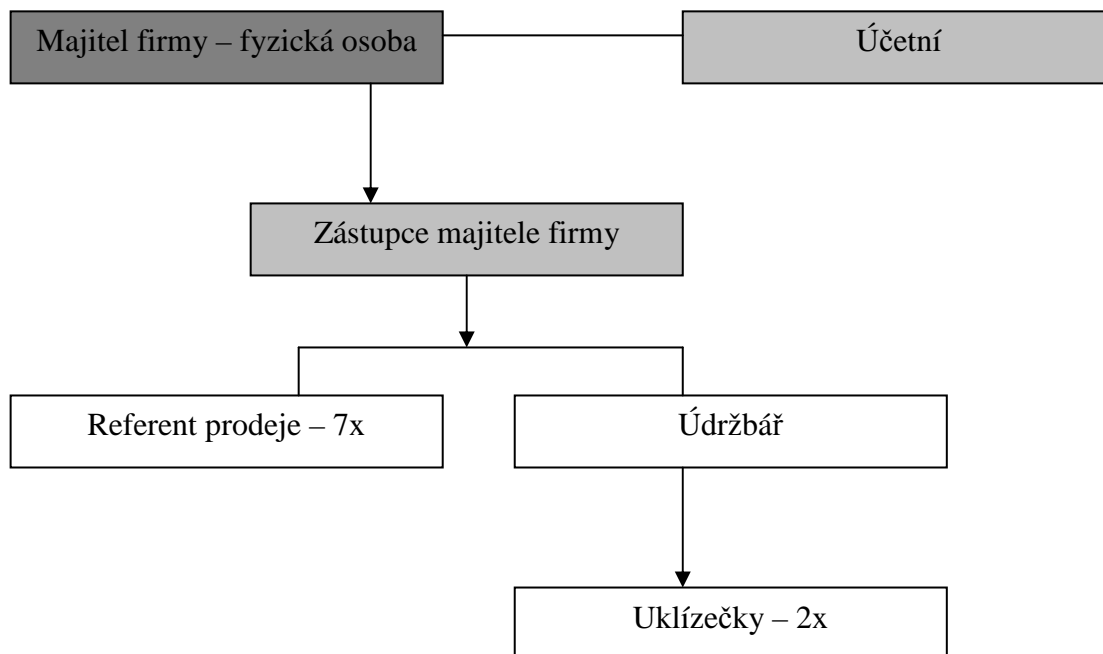 Majitel firmy – fyzická osoba
Účetní
Zástupce majitele firmy
Referent prodeje – 7x
Údržbář
Uklízečky – 2x